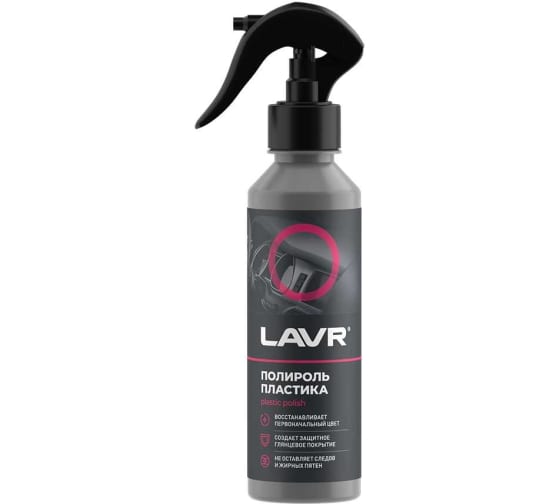 LAVR®
ПОЛИРОЛЬ
ПЛАСТИКА
plastic polish
ВОССТАНАВЛИВАЕТ
ПЕРВОНАЧАЛЬНЫЙ ЦВЕТ
СОЗДАЕТ ЗАЩИТНОЕ
ГЛЯНЦЕВОЕ ПОКРЫТИЕ
НЕ ОСТАВЛЯЕТ СЛЕДОВ
И ЖИРНЫХ ПЯТЕН